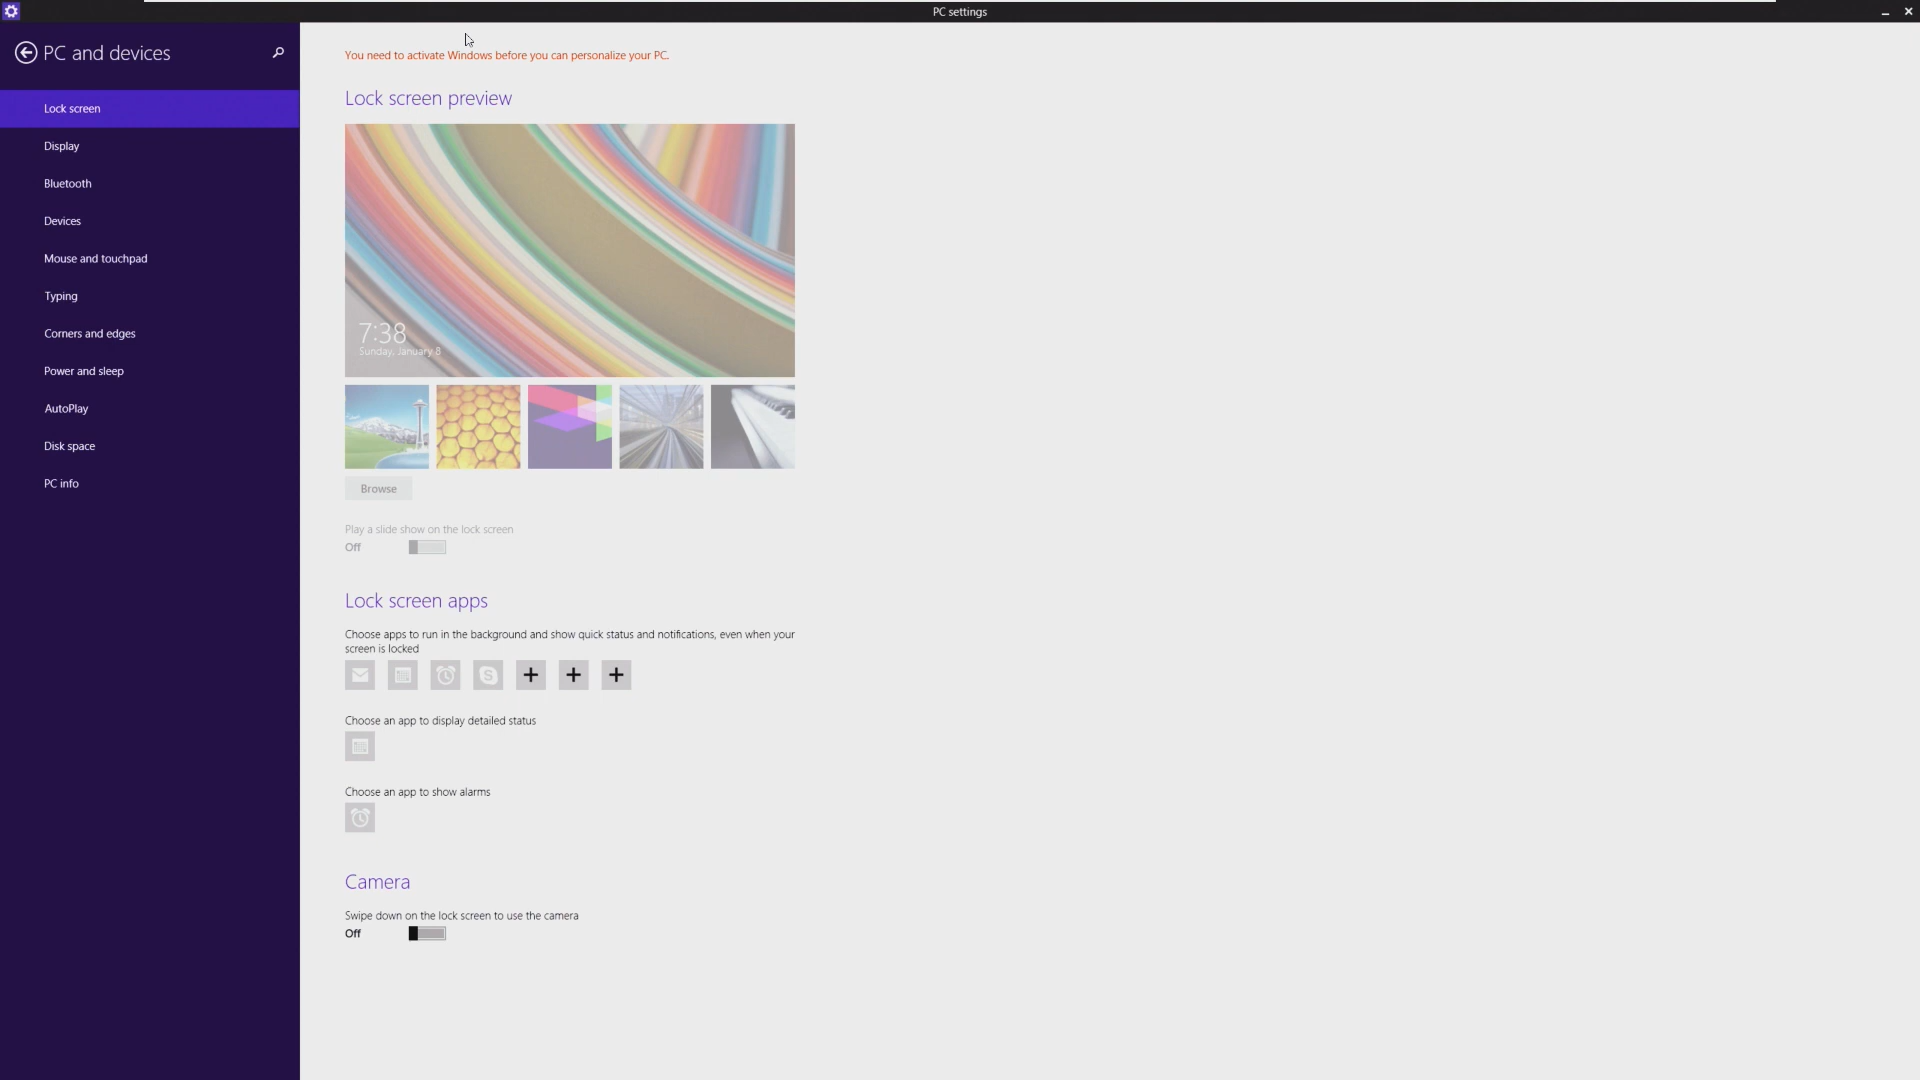 PC settings
PC and devices
Lock screen
Display
Bluetooth
Devices
Mouse and touchpad
Typing
Corners and edges
Power and sleep
AutoPlay
Disk space
PC info
You need to activate Windows before you can personalize your PC.
Lock screen preview
7:38
Sunday, January 8
Browse
Play a slide show on the lock screen
Off
Lock screen apps
Choose apps to run in the background and show quick status and notifications, even when your
screen is locked
Choose an app to display detailed status
Choose an app to show alarms
Camera
Swipe down on the lock screen to use the camera
Off